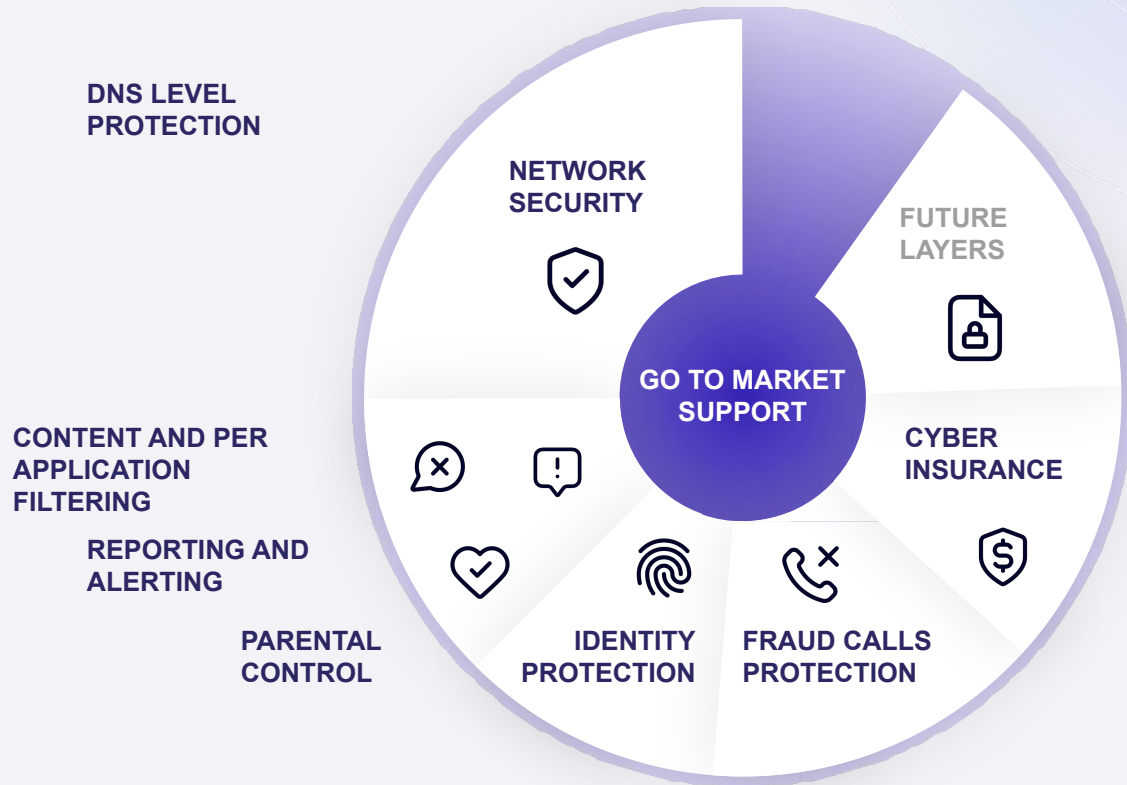 DNS LEVEL
PROTECTION
NETWORK
SECURITY
FUTURE
LAYERS
GO TO MARKET
SUPPORT
CONTENT AND PER
APPLICATION
FILTERING
CYBER
INSURANCE
REPORTING AND
ALERTING
PARENTAL
CONTROL
IDENTITY
PROTECTION
FRAUD CALLS
PROTECTION